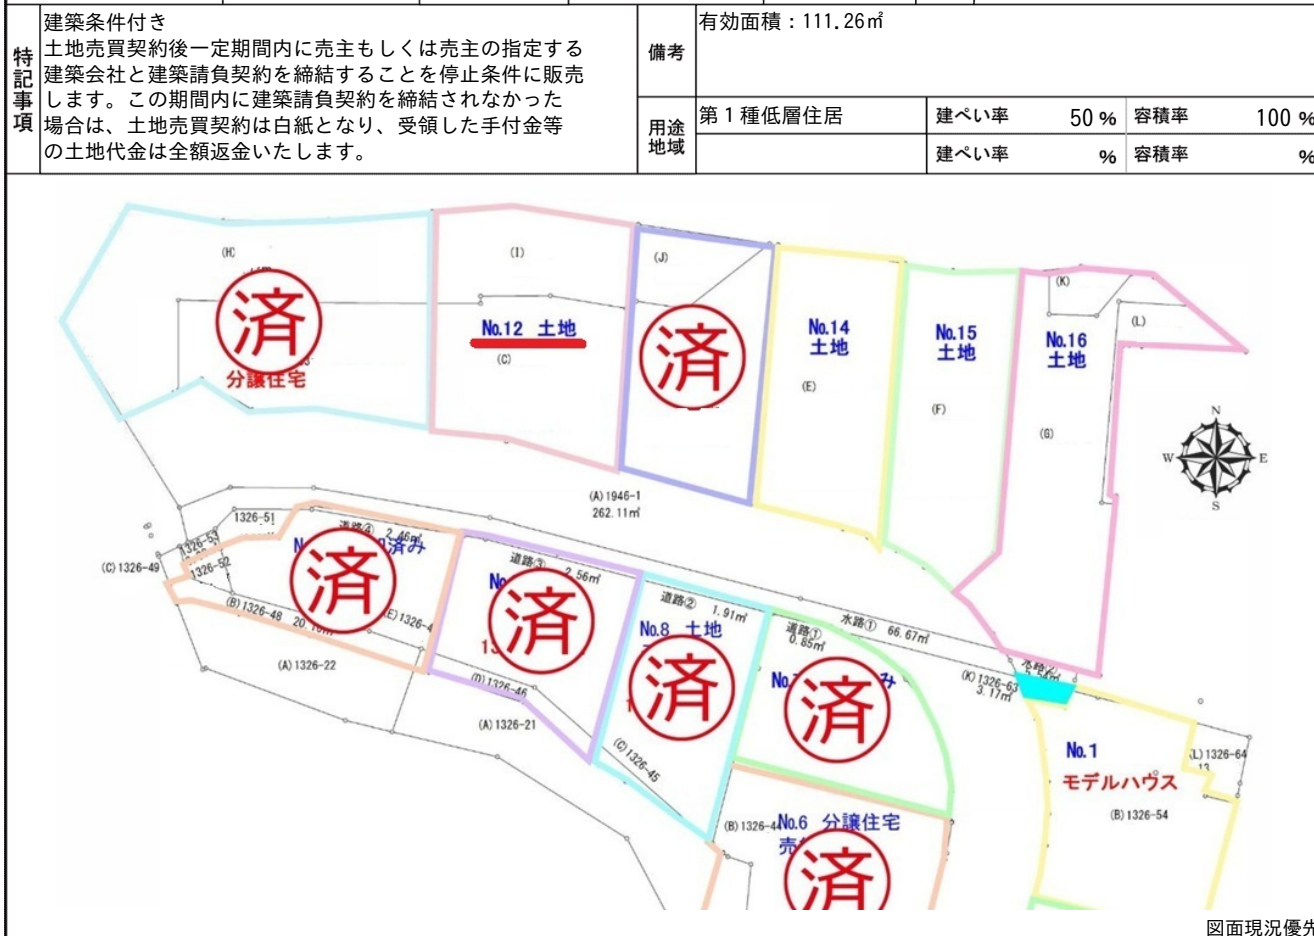 特記事項
建築条件付き
土地売買契約後一定期間内に売主もしくは売主の指定する
建築会社と建築請負契約を締結することを停止条件に販売
します。この期間内に建築請負契約を締結されなかった
場合は、土地売買契約は白紙となり、受領した手付金等
の土地代金は全額返金いたします。
備考
有効面積：111.26㎡
用途地域
第１種低層住居
建ぺい率 50 % 容積率 100 %
建ぺい率 % 容積率 %
(H)
済
分譲住宅
(I)
No.12 土地
(C)
(J)
済
No.14
土地
(E)
No.15
土地
(F)
(K)
(L)
No.16
土地
(G)
N
W E
S
(A)1946-1
262.11㎡
1326-51
1326-53
1326-52
(C)1326-49
道路④ 2.46㎡
済み
済
(B)1326-48
(E)1326-4
(A)1326-22
道路③ 2.56㎡
済
(D)1326-46
(A)1326-21
道路② 1.91㎡
No.8 土地
済
(C)1326-45
道路①
0.85㎡
水路① 66.67㎡
み
済
(K)1326-63
3.17㎡
No.1
モデルハウス
(B)1326-54
(L)1326-64
13
(B)1326-44
No.6 分譲住宅
売
済
図面現況優先